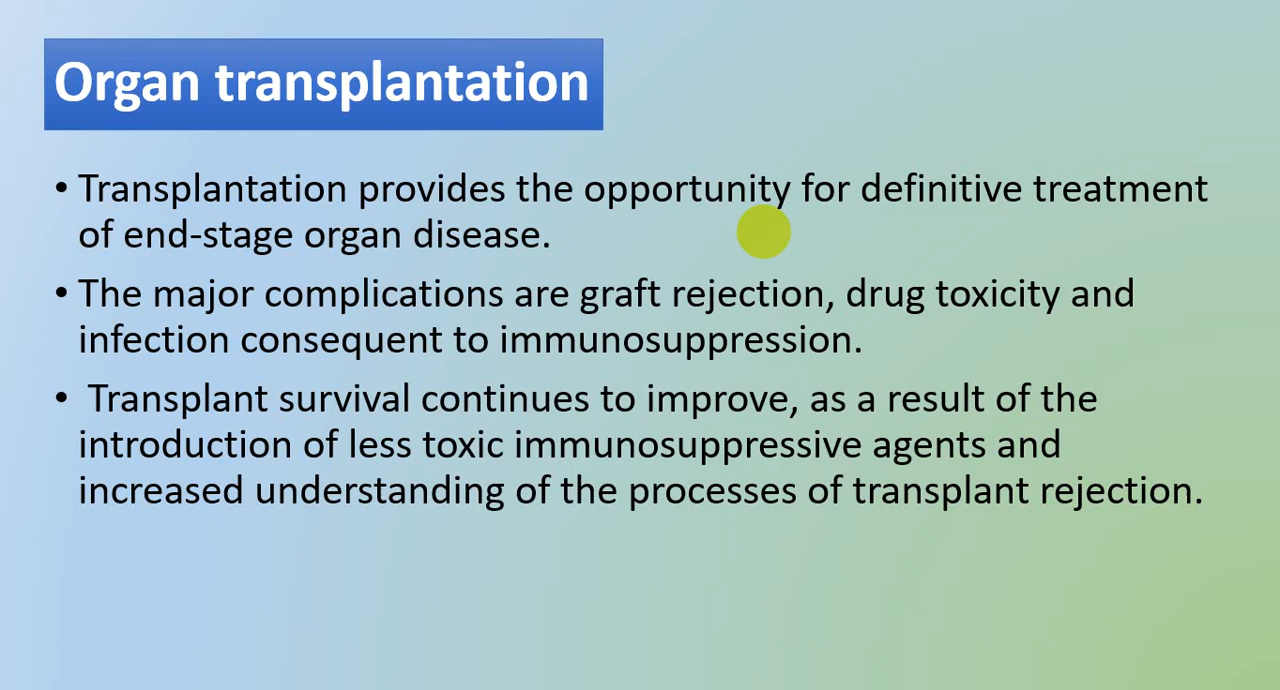 Organ transplantation
• Transplantation provides the opportunity for definitive treatment
of end-stage organ disease.
• The major complications are graft rejection, drug toxicity and
infection consequent to immunosuppression.
• Transplant survival continues to improve, as a result of the
introduction of less toxic immunosuppressive agents and
increased understanding of the processes of transplant rejection.